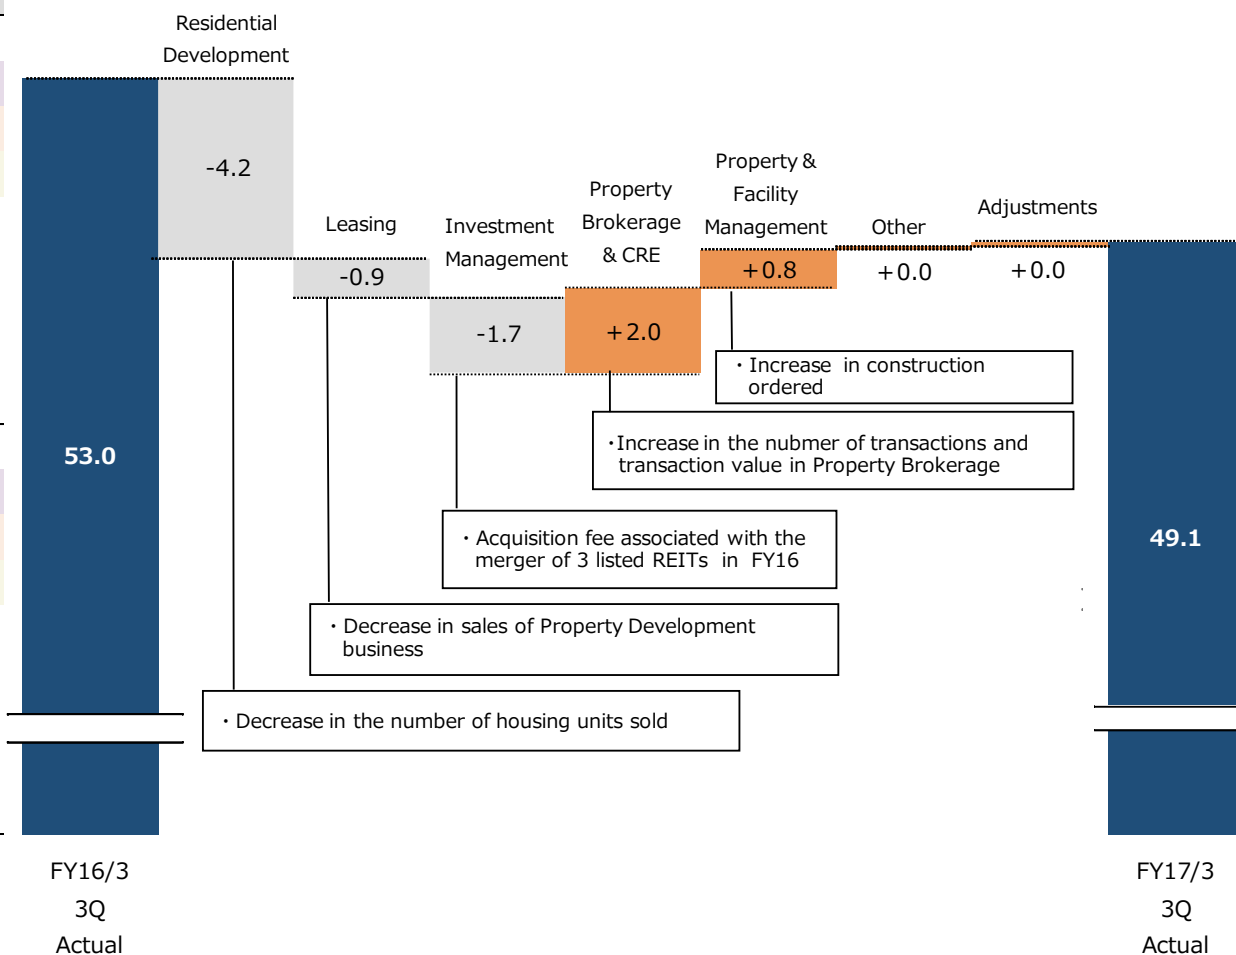 Residential
Development
-4.2
Leasing
-0.9
Investment
Management
-1.7
Property
Brokerage
& CRE
+2.0
Property &
Facility
Management
+0.8
Other
+0.0
Adjustments
+0.0
53.0
49.1
・Increase in construction
ordered
・Increase in the nubmer of transactions and
transaction value in Property Brokerage
・Acquisition fee associated with the
merger of 3 listed REITs in FY16
・Decrease in sales of Property Development
business
・Decrease in the number of housing units sold
FY16/3
3Q
Actual
FY17/3
3Q
Actual